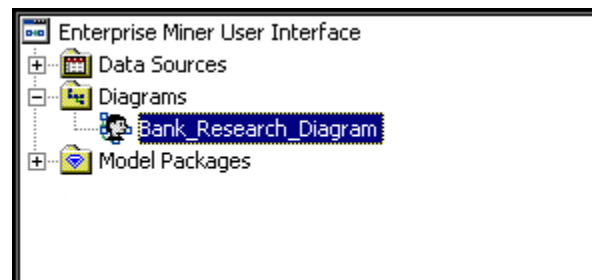 Enterprise Miner User Interface
Data Sources
Diagrams
Bank_Research_Diagram
Model Packages